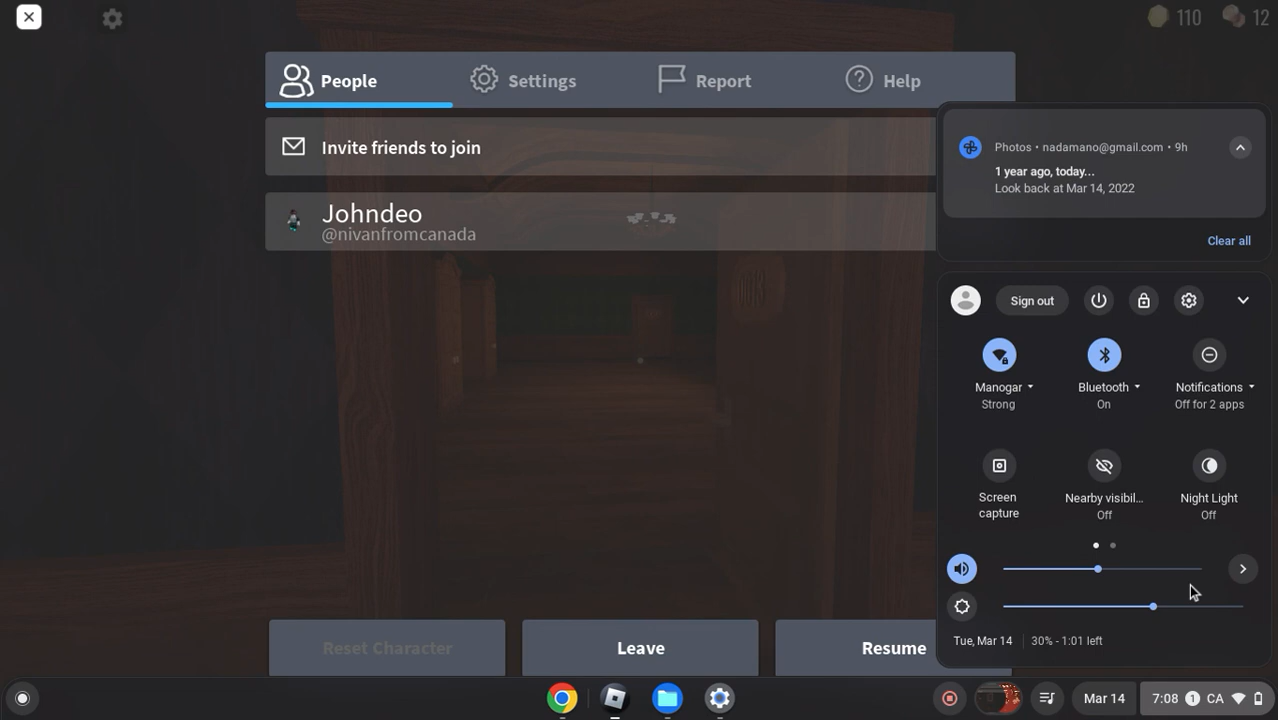 110
12
People
Settings
Report
Help
Invite friends to join
Johndeo
@nivanfromcanada
Photos • nadamano@gmail.com • 9h
1 year ago, today...
Look back at Mar 14, 2022
Clear all
Sign out
Manogar
Strong
Bluetooth
On
Notifications
Off for 2 apps
Screen
capture
Nearby visibil...
Off
Night Light
Off
Tue, Mar 14
30% - 1:01 left
Reset Character
Leave
Resume
Mar 14
7:08
1
CA